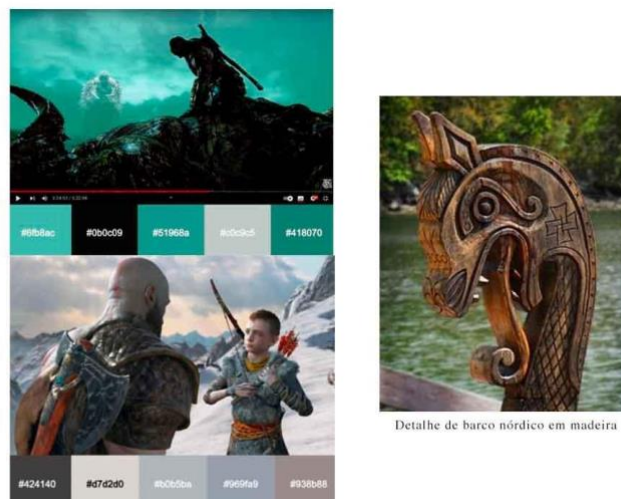 #6fb8ac #0b0c09 #51968a #c0c9c5 #418070
#424140 #d7d2d0 #b0b5ba #969fa9 #938b88
Detalhe de barco nórdico em madeira